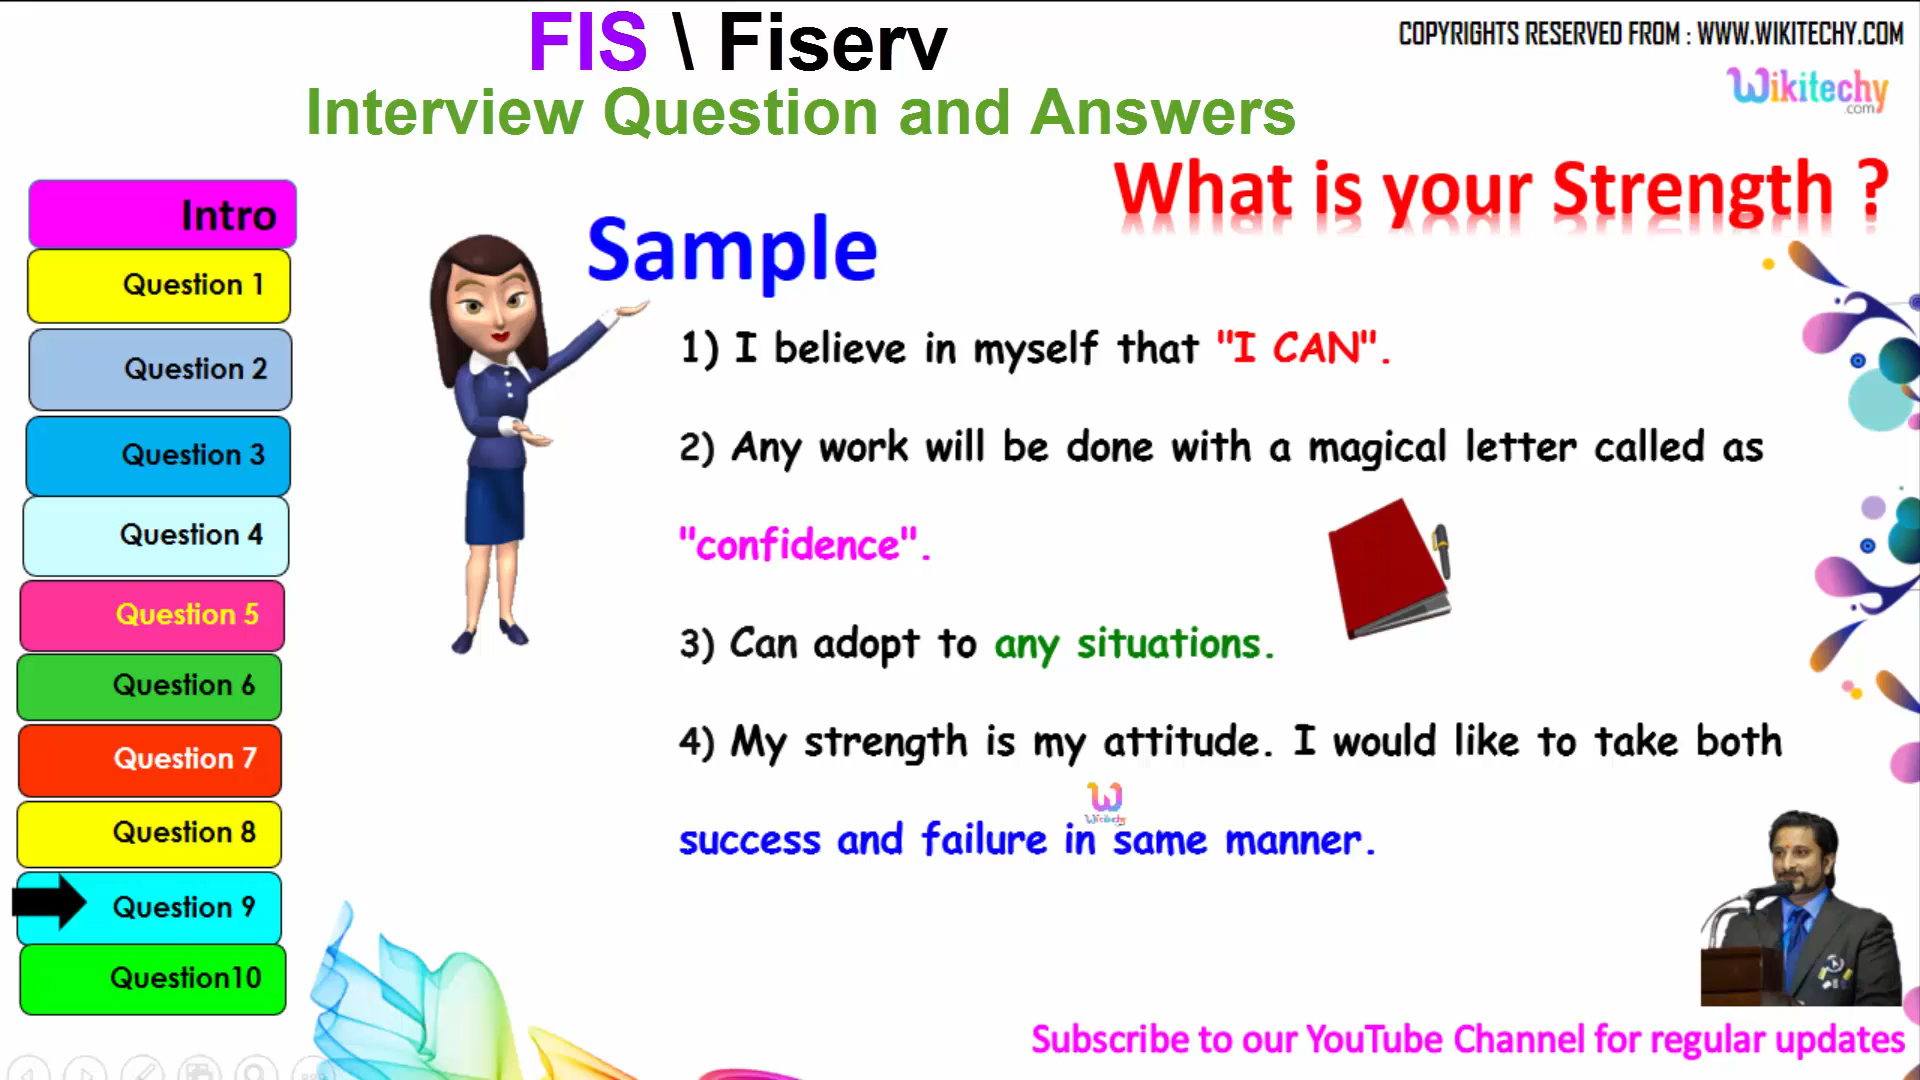 FIS \ Fiserv
Interview Question and Answers
COPYRIGHTS RESERVED FROM : WWW.WIKITECHY.COM
Wikitechy
.com
What is your Strength ?
Sample
Intro
Question 1
Question 2
Question 3
Question 4
Question 5
Question 6
Question 7
Question 8
Question 9
Question10
1) I believe in myself that "I CAN".
2) Any work will be done with a magical letter called as
"confidence".
3) Can adopt to any situations.
4) My strength is my attitude. I would like to take both
W
Wikitechy
success and failure in same manner.
Subscribe to our YouTube Channel for regular updates